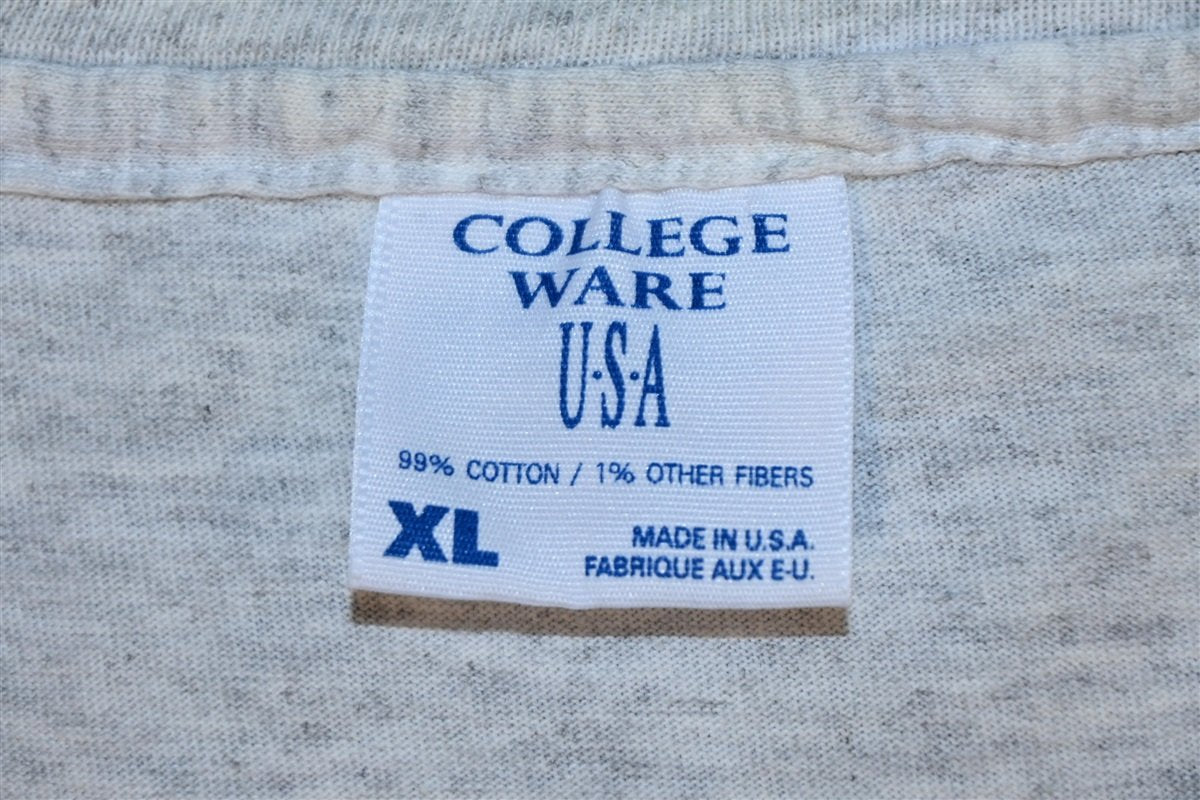 COLLEGE
WARE
U·S·A
99% COTTON / 1% OTHER FIBERS
XL
MADE IN U.S.A.
FABRIQUE AUX E-U.